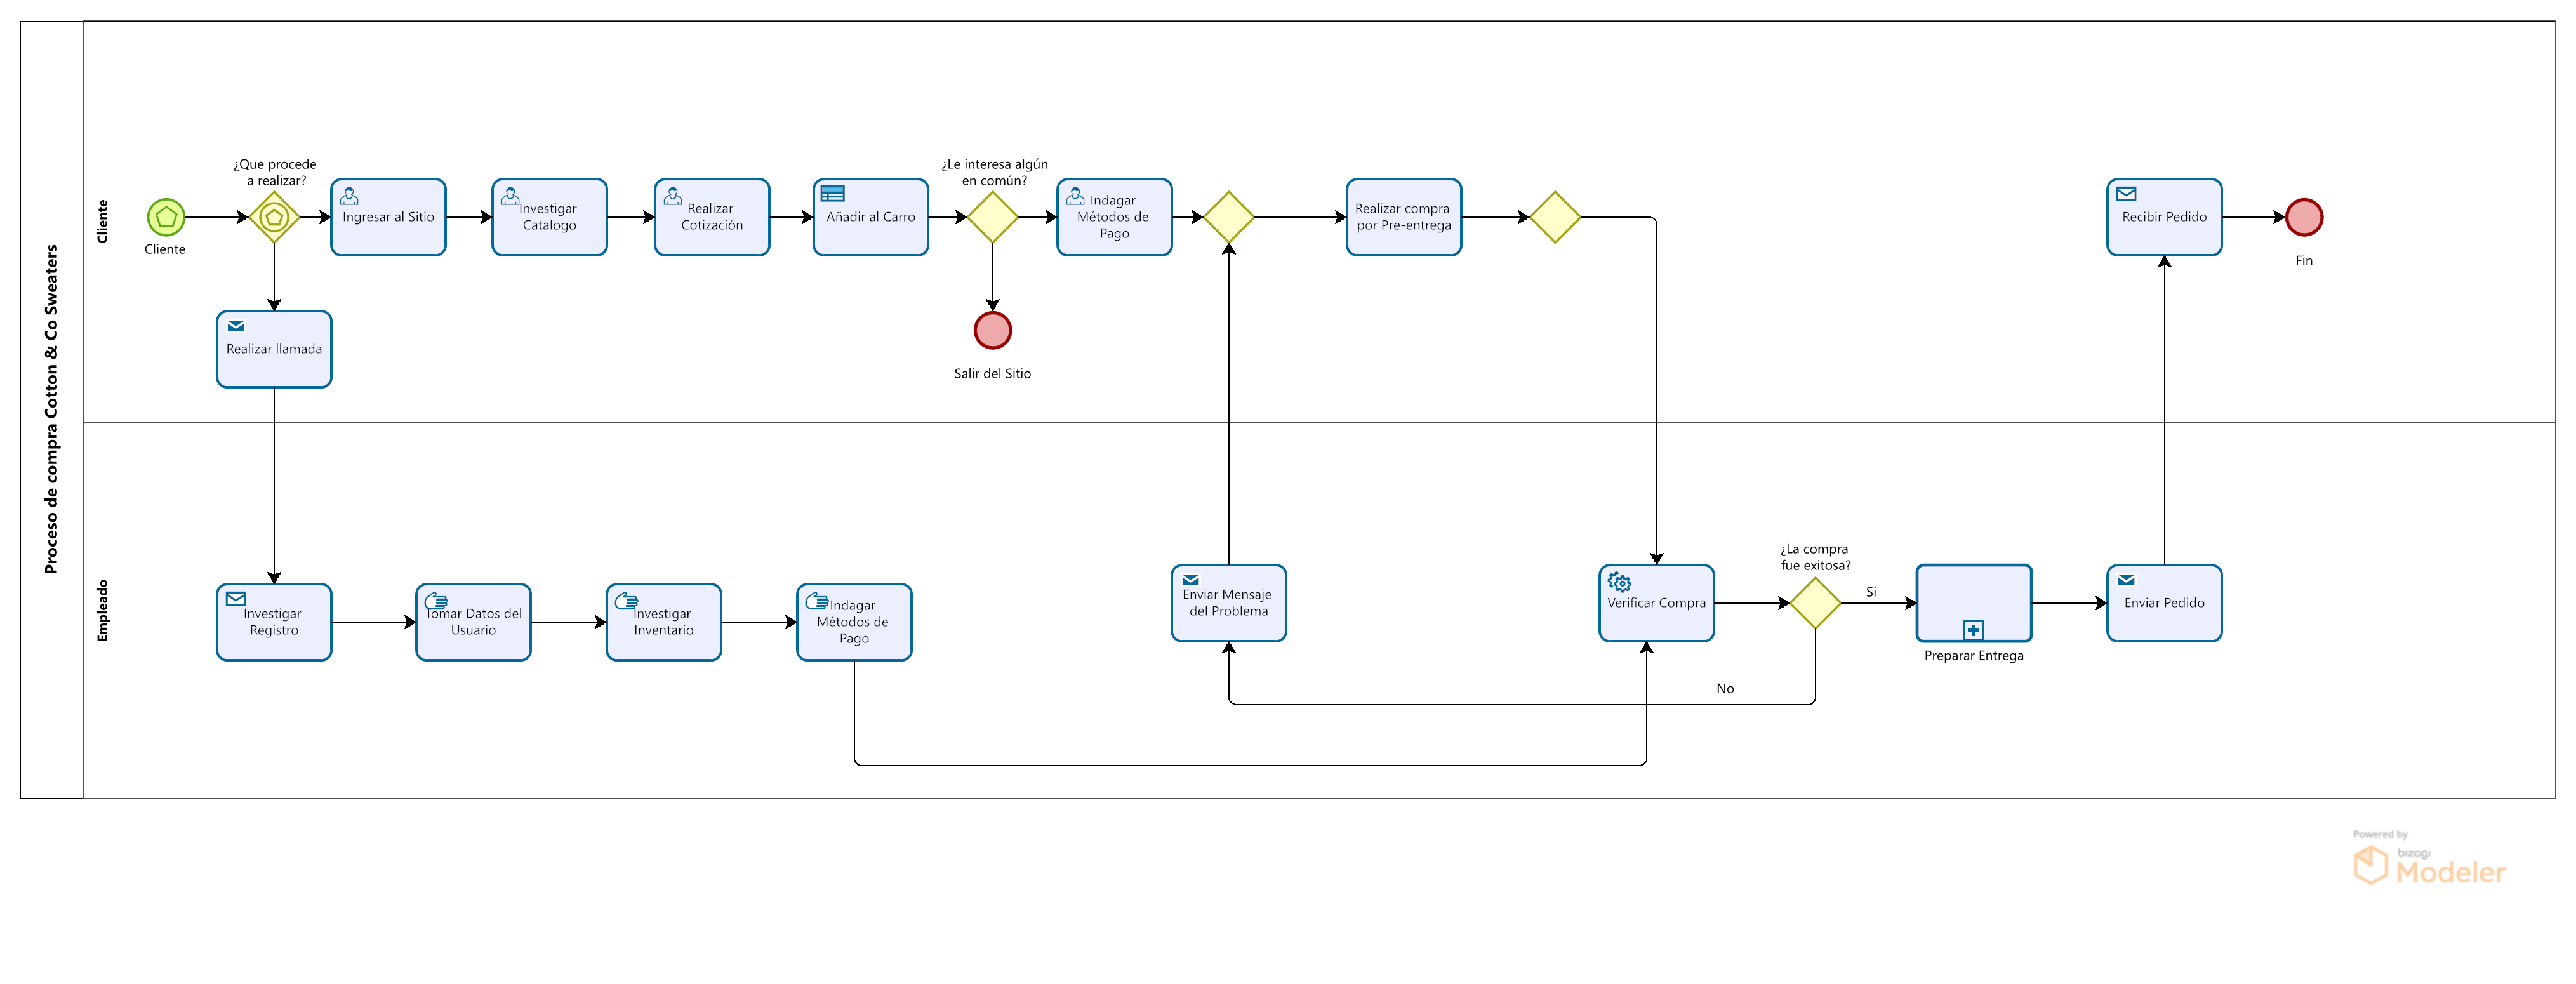 Proceso de compra Cotton & Co Sweaters
Cliente
Cliente
¿Que procede
a realizar?
Ingresar al Sitio
Investigar
Catalogo
Realizar
Cotización
Añadir al Carro
¿Le interesa algún
en común?
Indagar
Métodos de
Pago
Realizar compra
por Pre-entrega
Recibir Pedido
Fin
Realizar llamada
Salir del Sitio
Empleado
Investigar
Registro
Tomar Datos del
Usuario
Investigar
Inventario
Indagar
Métodos de
Pago
Enviar Mensaje
del Problema
Verificar Compra
¿La compra
fue exitosa?
Si
No
Preparar Entrega
Enviar Pedido
Powered by
bizagi
Modeler